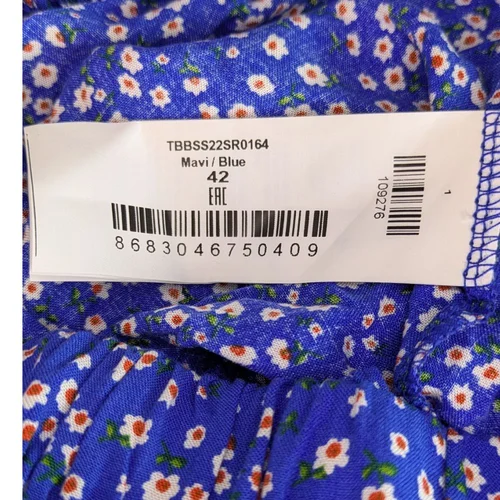 TBBSS22SR0164
Mavi / Blue
42
EAC
8683046750409
109276
1